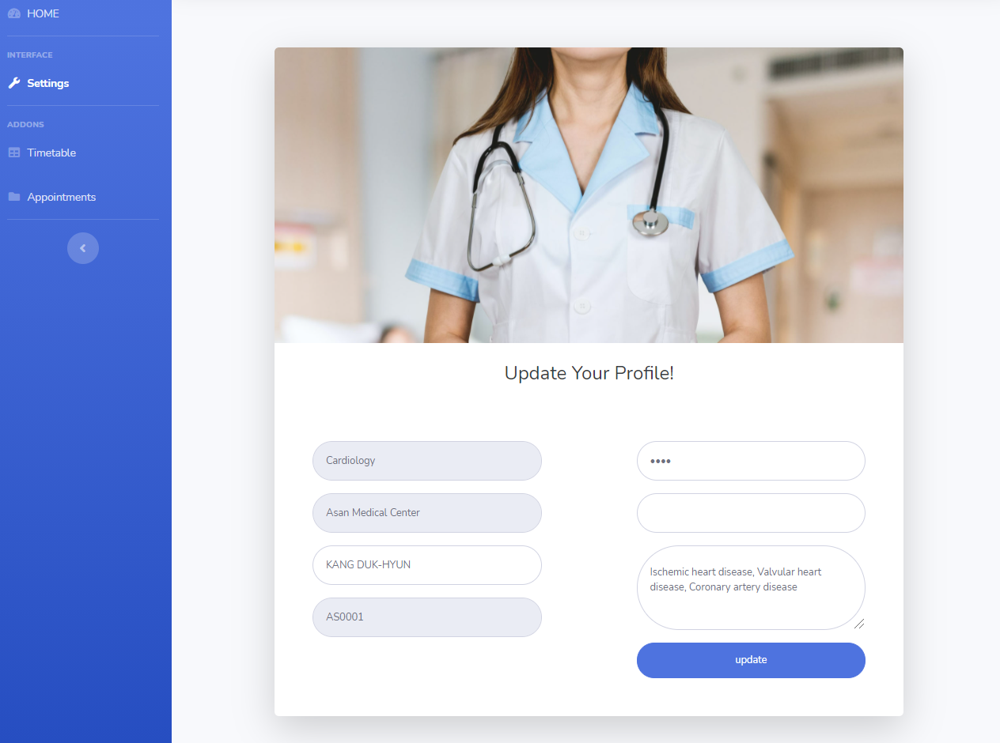 HOME
INTERFACE
Settings
ADDONS
Timetable
Appointments
Update Your Profile!
Cardiology
Asan Medical Center
KANG DUK-HYUN
AS0001
••••
Ischemic heart disease, Valvular heart
disease, Coronary artery disease
update